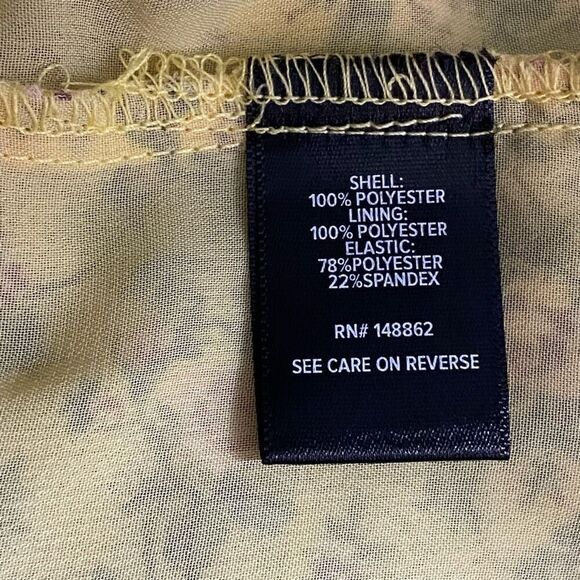 SHELL:
100% POLYESTER
LINING:
100% POLYESTER
ELASTIC:
78%POLYESTER
22%SPANDEX
RN# 148862
SEE CARE ON REVERSE